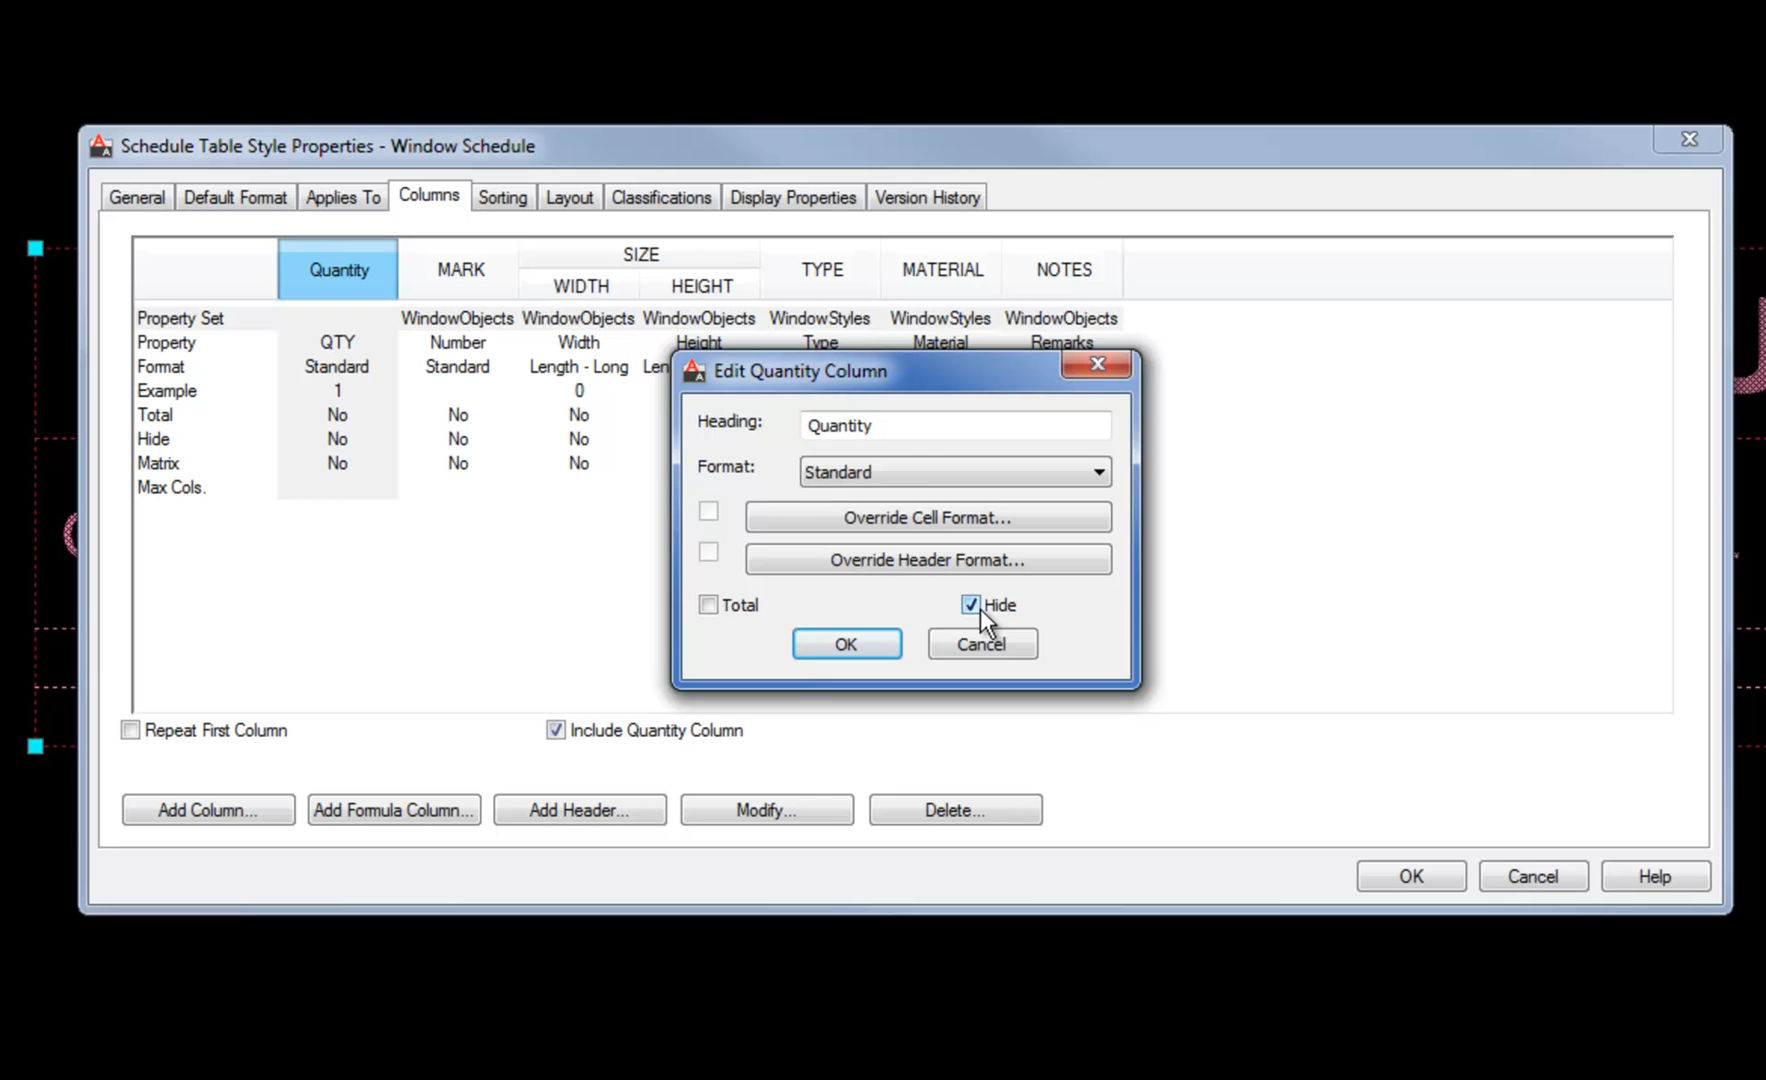 Schedule Table Style Properties - Window Schedule
General Default Format Applies To Columns Sorting Layout Classifications Display Properties Version History
Quantity MARK SIZE TYPE MATERIAL NOTES
WIDTH HEIGHT
Property Set WindowObjects WindowObjects WindowObjects WindowStyles WindowStyles WindowObjects
Property QTY Number Width Height Type Material Remarks
Format Standard Standard Length - Long Len
Example 1 0
Total No No No
Hide No No No
Matrix No No No
Max Cols.
Edit Quantity Column
Heading: Quantity
Format: Standard
Override Cell Format...
Override Header Format...
Total Hide
OK Cancel
Repeat First Column Include Quantity Column
Add Column... Add Formula Column... Add Header... Modify... Delete...
OK Cancel Help